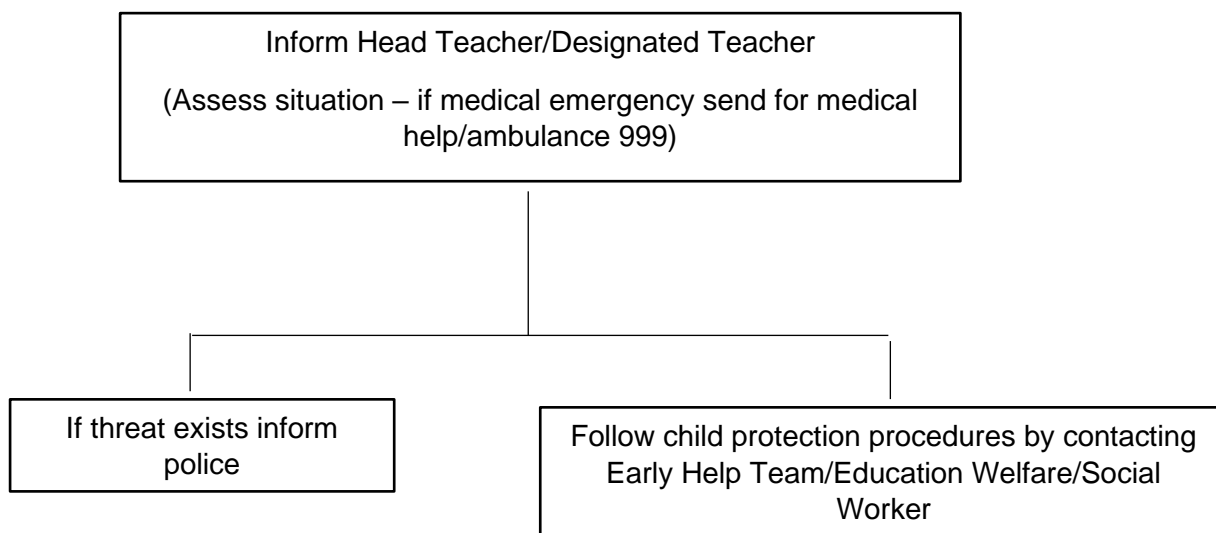 Inform Head Teacher/Designated Teacher
(Assess situation – if medical emergency send for medical
help/ambulance 999)
If threat exists inform
police
Follow child protection procedures by contacting
Early Help Team/Education Welfare/Social
Worker